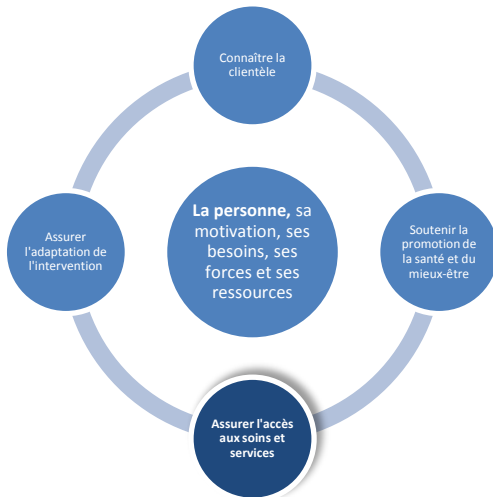 Connaître la
clientèle
La personne, sa
motivation, ses
besoins, ses
forces et ses
ressources
Assurer
l'adaptation de
l'intervention
Soutenir la
promotion de
la santé et du
mieux-être
Assurer l'accès
aux soins et
services